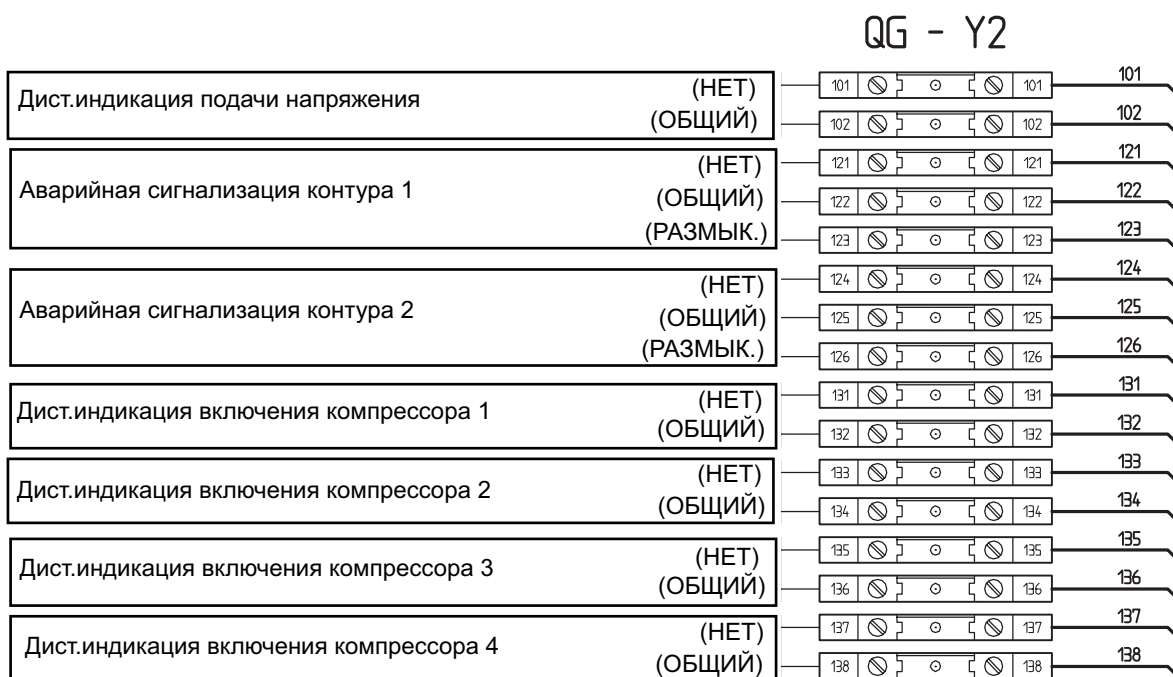 QG - Y2
Дист.индикация подачи напряжения (НЕТ) 101 101 101
(ОБЩИЙ) 102 102 102
Аварийная сигнализация контура 1 (НЕТ) 121 121 121
(ОБЩИЙ) 122 122 122
(РАЗМЫК.) 123 123 123
Аварийная сигнализация контура 2 (НЕТ) 124 124 124
(ОБЩИЙ) 125 125 125
(РАЗМЫК.) 126 126 126
Дист.индикация включения компрессора 1 (НЕТ) 131 131 131
(ОБЩИЙ) 132 132 132
Дист.индикация включения компрессора 2 (НЕТ) 133 133 133
(ОБЩИЙ) 134 134 134
Дист.индикация включения компрессора 3 (НЕТ) 135 135 135
(ОБЩИЙ) 136 136 136
Дист.индикация включения компрессора 4 (НЕТ) 137 137 137
(ОБЩИЙ) 138 138 138